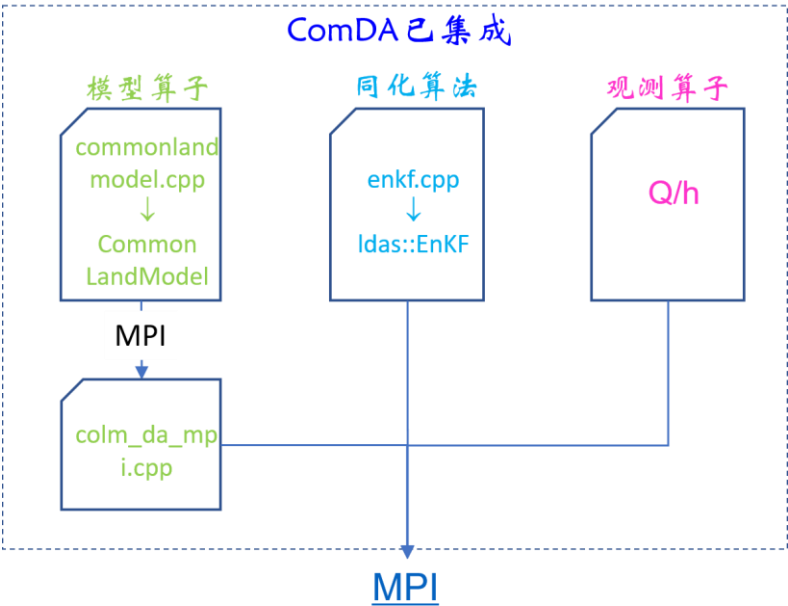 ComDA已集成
模型算子
同化算法
观测算子
commonland
model.cpp
↓
Common
LandModel
enkf.cpp
↓
ldas::EnKF
Q/h
MPI
colm_da_mp
i.cpp
MPI